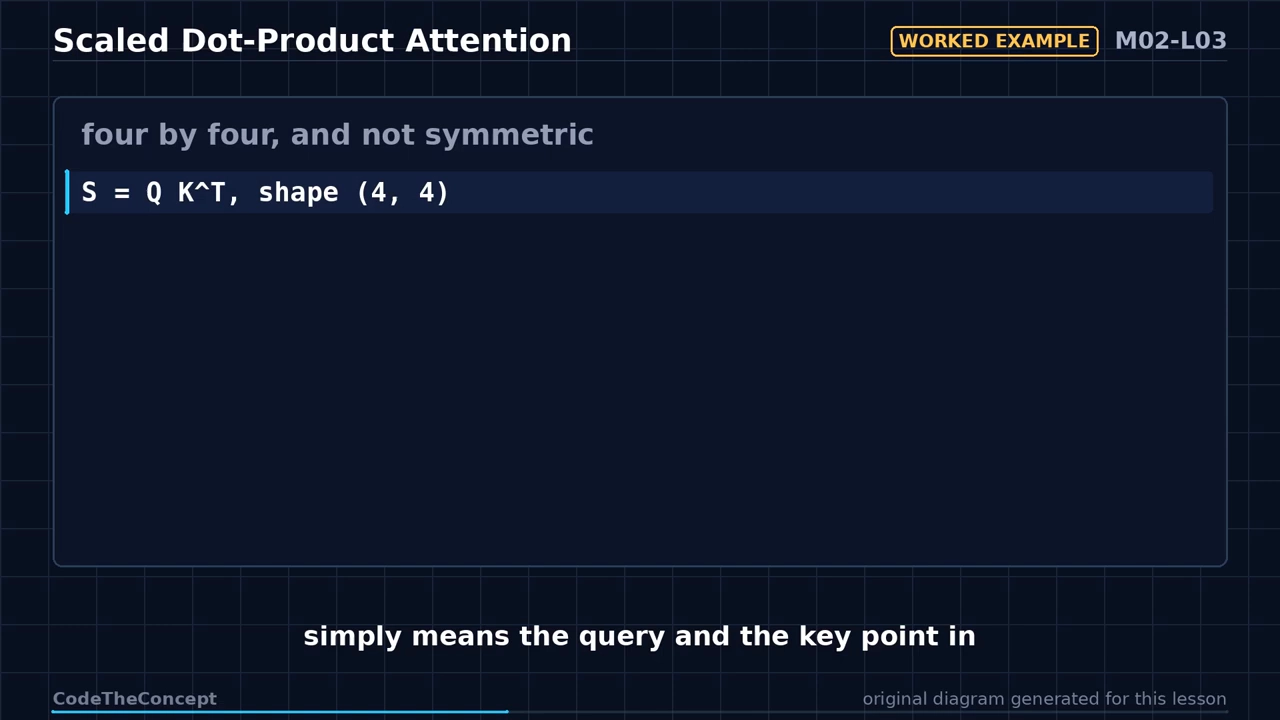 Scaled Dot-Product Attention
WORKED EXAMPLE M02-L03
four by four, and not symmetric
S = Q K^T, shape (4, 4)
simply means the query and the key point in
CodeTheConcept
original diagram generated for this lesson